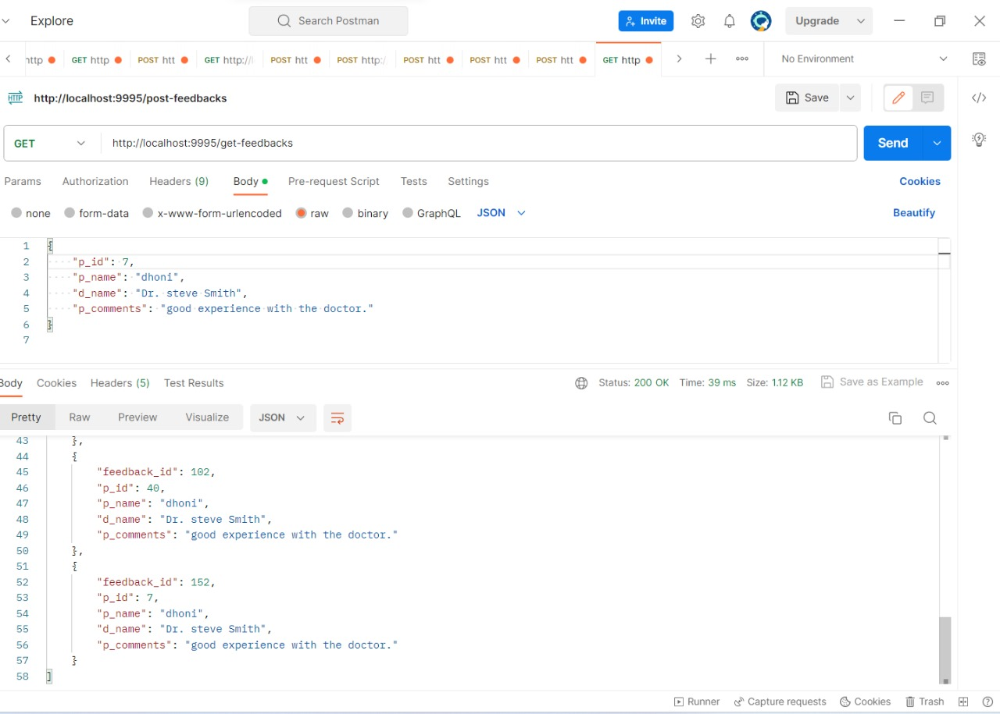 Explore Search Postman Invite Upgrade
http GET http POST htt GET http:// POST htt POST http:/ POST htt POST htt POST htt GET http No Environment
HTTP http://localhost:9995/post-feedbacks Save
GET http://localhost:9995/get-feedbacks Send
Params Authorization Headers (9) Body Pre-request Script Tests Settings Cookies
none form-data x-www-form-urlencoded raw binary GraphQL JSON Beautify
1 {
2 "p_id": 7,
3 "p_name": "dhoni",
4 "d_name": "Dr. steve Smith",
5 "p_comments": "good experience with the doctor."
6 }
7
Body Cookies Headers (5) Test Results Status: 200 OK Time: 39 ms Size: 1.12 KB Save as Example
Pretty Raw Preview Visualize JSON
43 },
44 {
45 "feedback_id": 102,
46 "p_id": 40,
47 "p_name": "dhoni",
48 "d_name": "Dr. steve Smith",
49 "p_comments": "good experience with the doctor."
50 },
51 {
52 "feedback_id": 152,
53 "p_id": 7,
54 "p_name": "dhoni",
55 "d_name": "Dr. steve Smith",
56 "p_comments": "good experience with the doctor."
57 }
58 ]
Runner Capture requests Cookies Trash